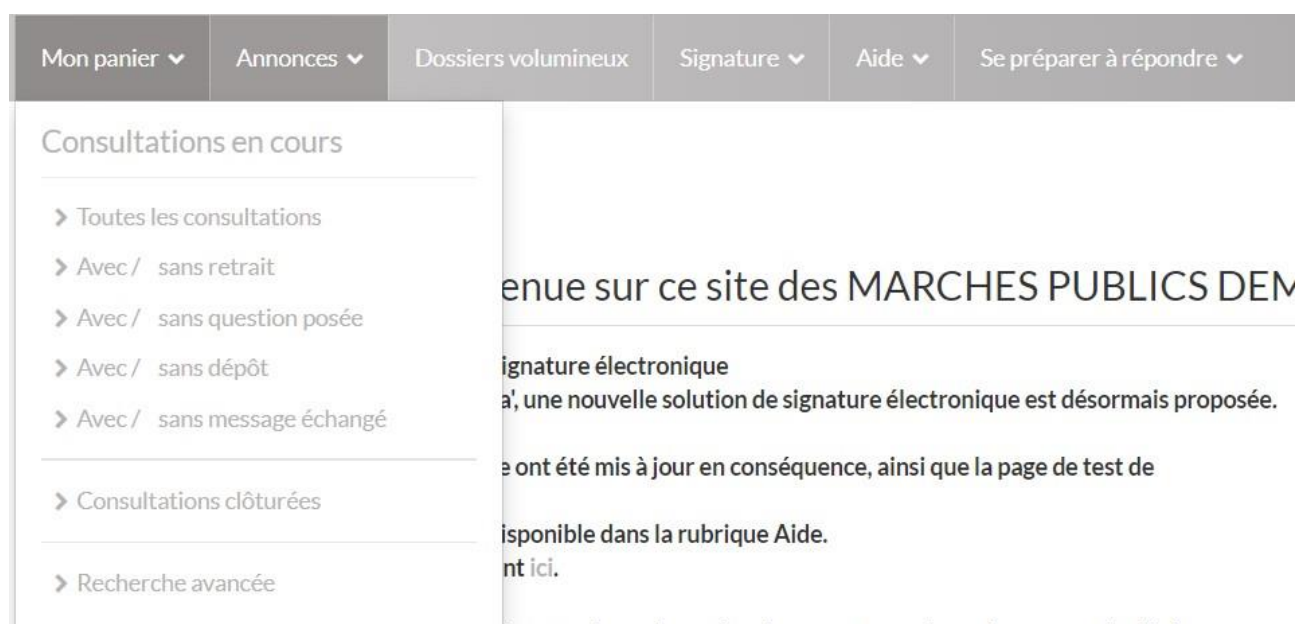 Mon panier Annonces Dossiers volumineux Signature Aide Se préparer à répondre
Consultations en cours
Toutes les consultations
Avec / sans retrait
Avec / sans question posée
Avec / sans dépôt
Avec / sans message échangé
Consultations clôturées
Recherche avancée
enue sur ce site des MARCHES PUBLICS DEM
ignature électronique
a', une nouvelle solution de signature électronique est désormais proposée.
e ont été mis à jour en conséquence, ainsi que la page de test de
isponible dans la rubrique Aide.
nt ici.